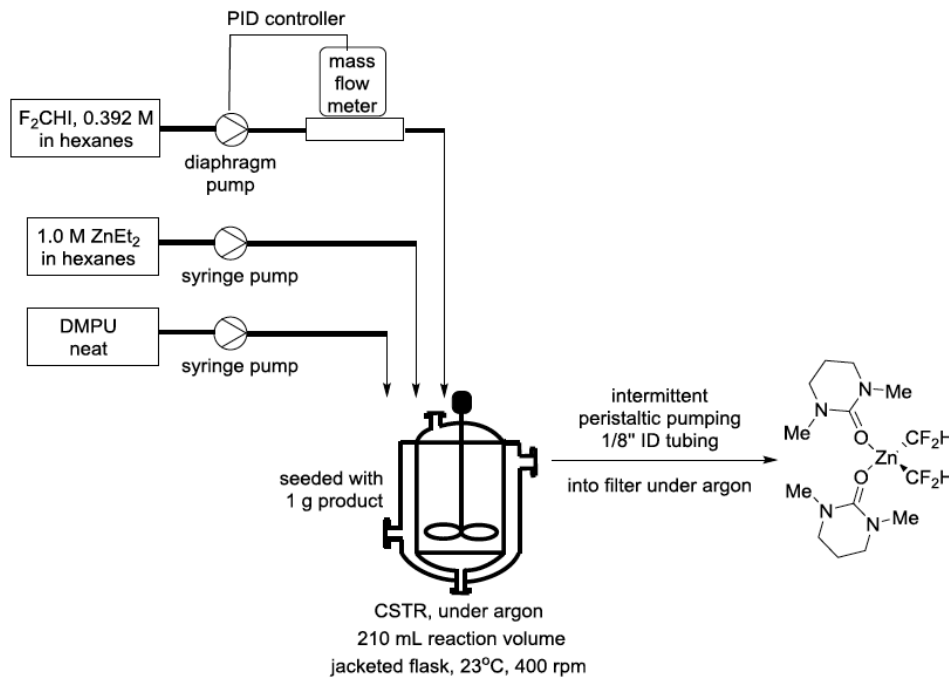 PID controller
mass
flow
meter
F₂CHI, 0.392 M
in hexanes
diaphragm
pump
1.0 M ZnEt₂
in hexanes
syringe pump
DMPU
neat
syringe pump
seeded with
1 g product
intermittent
peristaltic pumping
1/8" ID tubing
into filter under argon
N
Me
N
Me
O
Zn
CF₂H
CF₂H
O
Me
N
N
Me
CSTR, under argon
210 mL reaction volume
jacketed flask, 23°C, 400 rpm